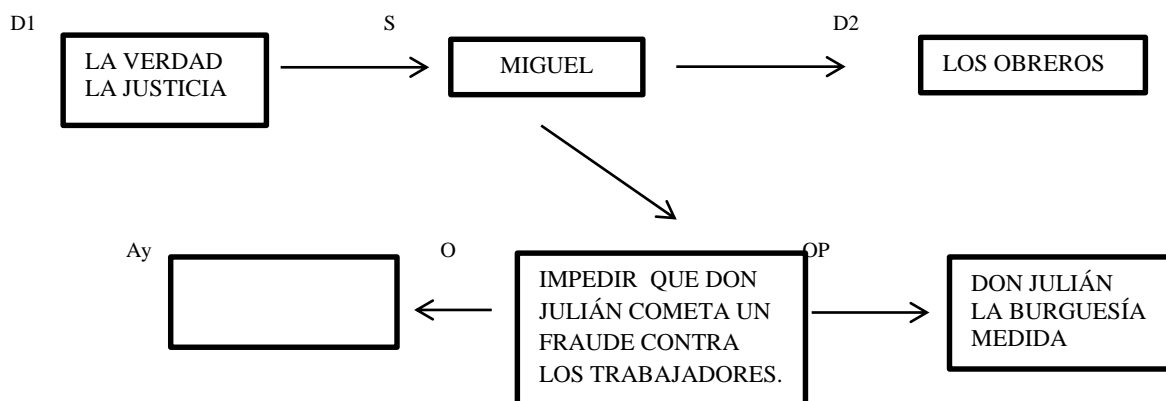 D1
S
D2
LA VERDAD
LA JUSTICIA
MIGUEL
LOS OBREROS
Ay
O
OP
IMPEDIR QUE DON
JULIÁN COMETA UN
FRAUDE CONTRA
LOS TRABAJADORES.
DON JULIÁN
LA BURGUESÍA
MEDIDA